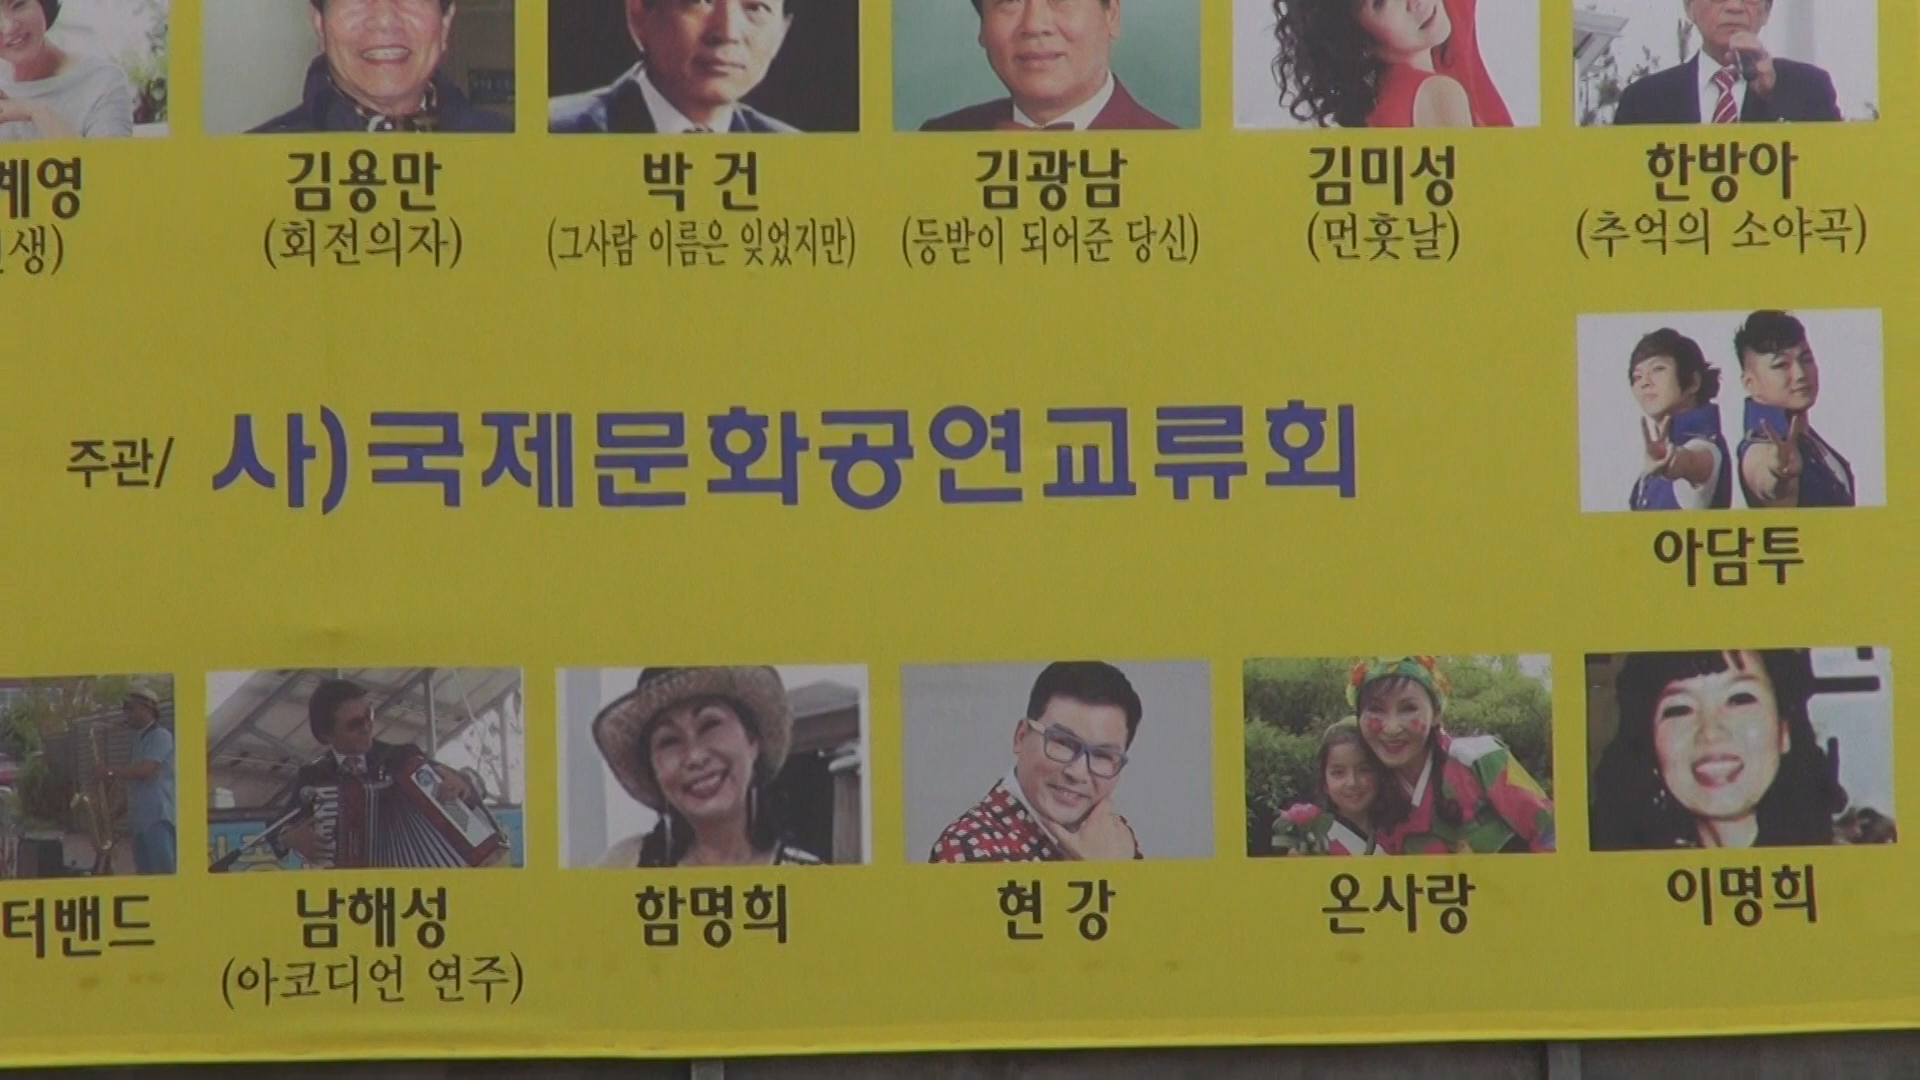 계영 김용만 박 건 김광남 김미성 한방아
생) (회전의자) (그사람 이름은 잊었지만) (등받이 되어준 당신) (먼훗날) (추억의 소야곡)
주관/ 사)국제문화공연교류회
아담투
터밴드 남해성 함명희 현 강 온사랑 이명희
(아코디언 연주)